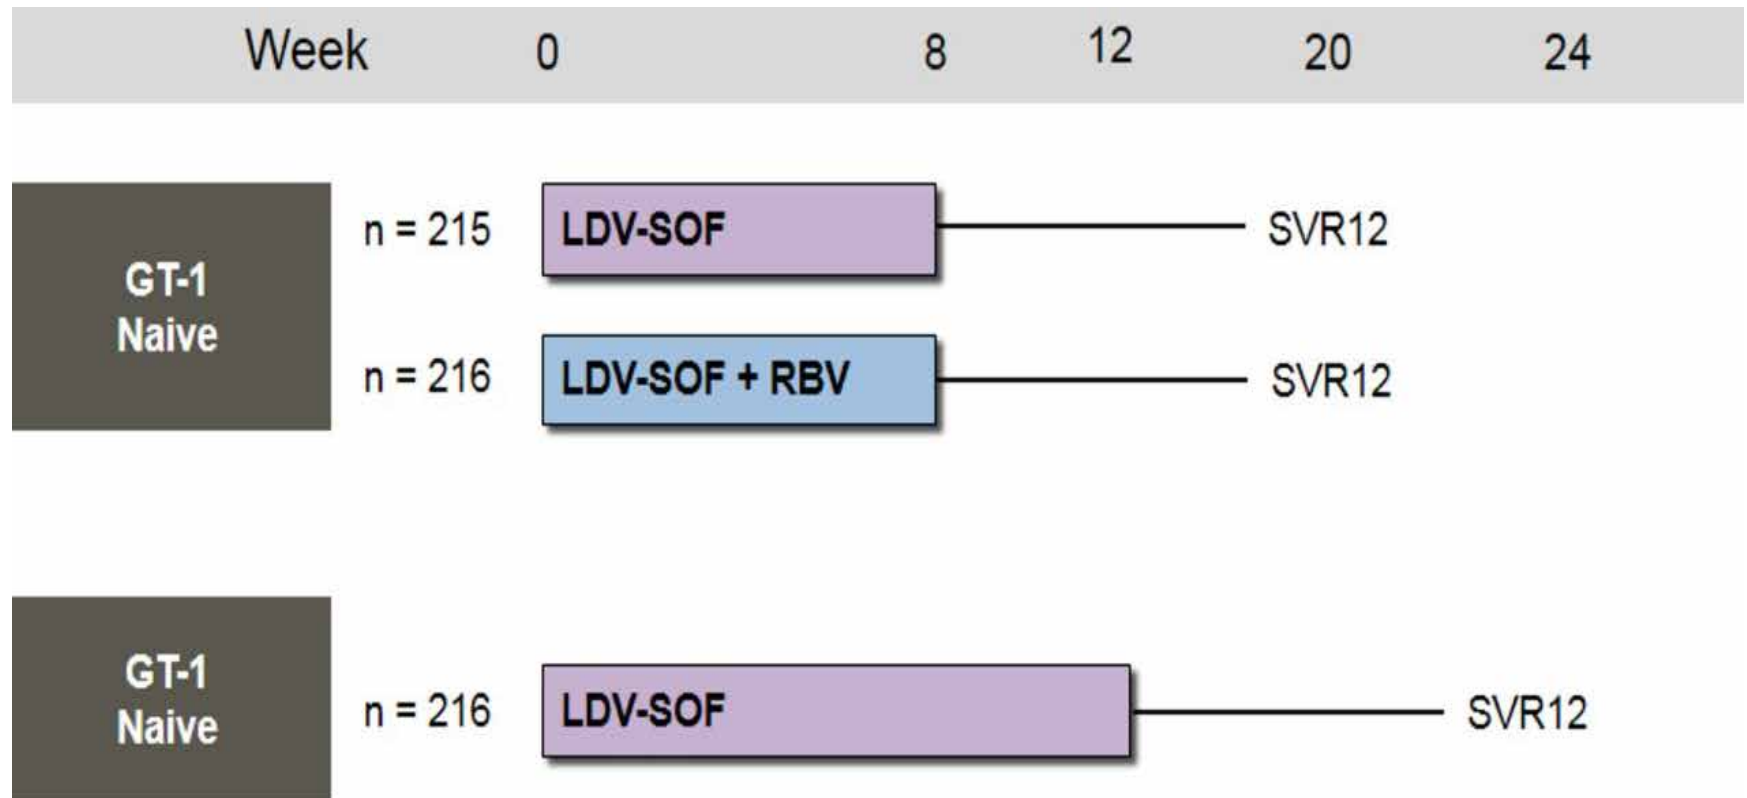 Week 0 8 12 20 24
GT-1
Naive
n = 215 LDV-SOF SVR12
n = 216 LDV-SOF + RBV SVR12
GT-1
Naive
n = 216 LDV-SOF SVR12